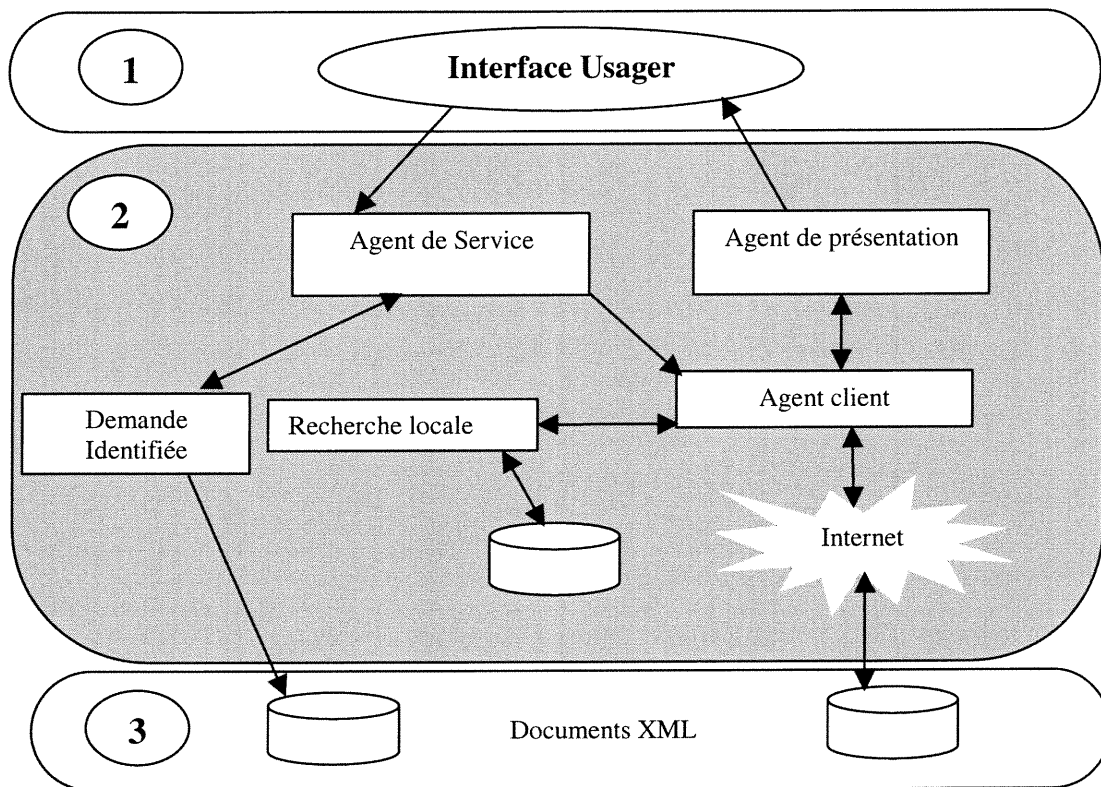 1
Interface Usager
2
Agent de Service
Agent de présentation
Agent client
Demande
Identifiée
Recherche locale
Internet
3
Documents XML